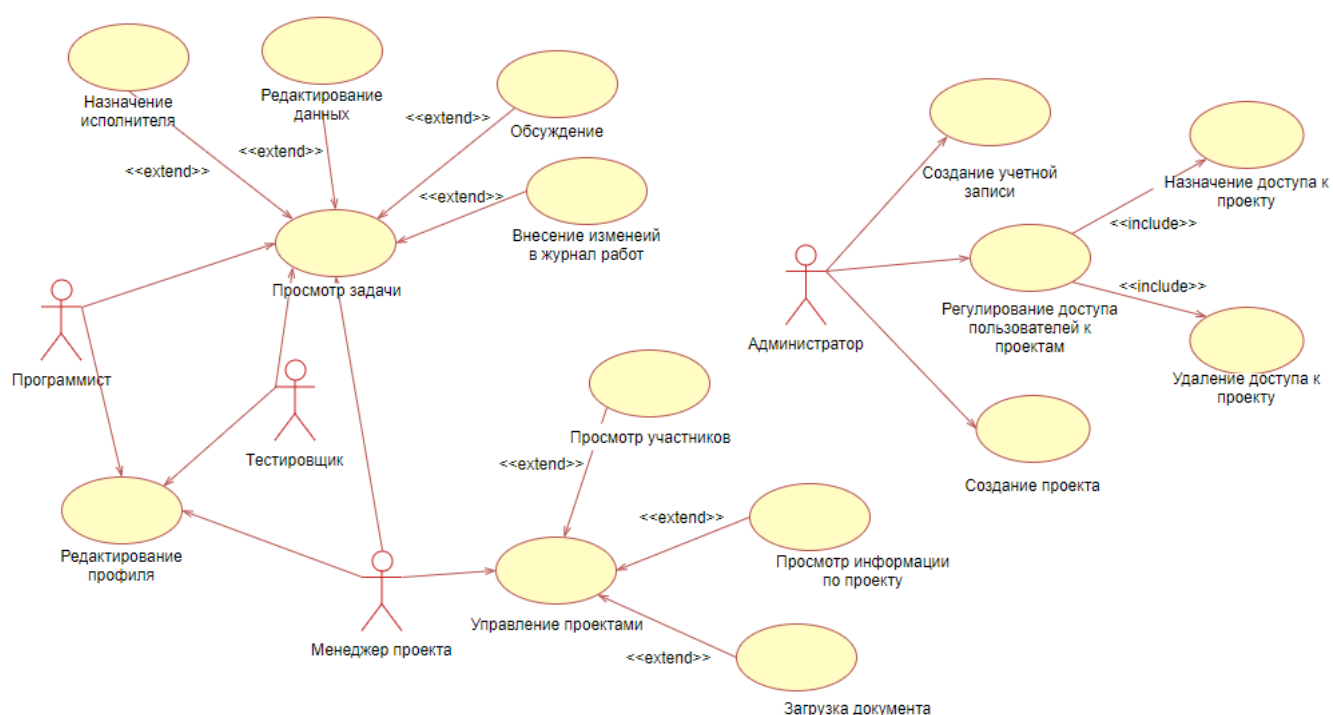 Назначение
исполнителя
<<extend>>
Редактирование
данных
<<extend>>
<<extend>>
Обсуждение
<<extend>>
Внесение изменеий
в журнал работ
Просмотр задачи
Программист
Тестировщик
Редактирование
профиля
Менеджер проекта
Просмотр участников
<<extend>>
<<extend>>
Просмотр информации
по проекту
Управление проектами
<<extend>>
Загрузка документа
Создание учетной
записи
Назначение доступа к
проекту
<<include>>
<<include>>
Администратор
Регулирование доступа
пользователей к
проектам
Удаление доступа к
проекту
Создание проекта